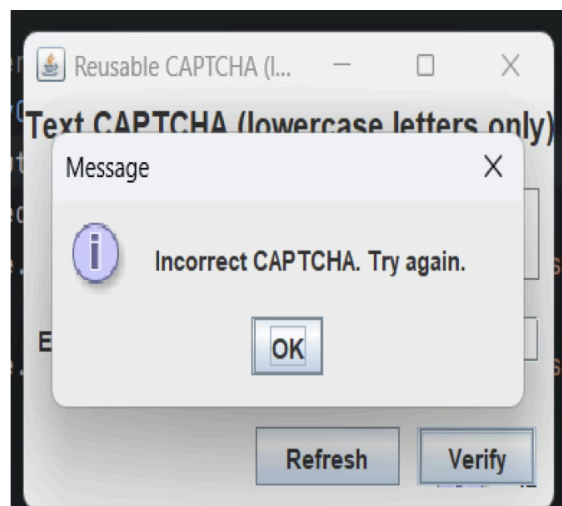 Reusable CAPTCHA (I...
Text CAPTCHA (lowercase letters only)
Message
Incorrect CAPTCHA. Try again.
OK
E
Refresh
Verify